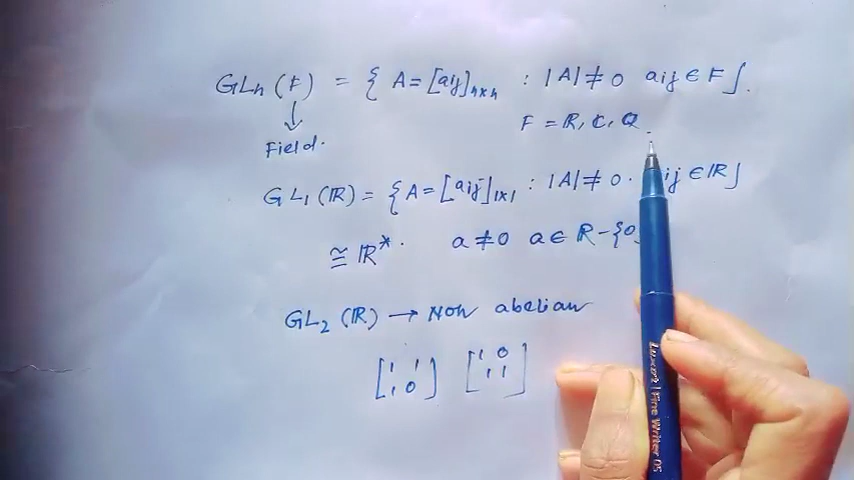 GLn (F) = { A = [aij]n×n : |A| ≠ 0 aij ∈ F }.
↓ F = ℝ, ℂ, ℚ
Field.
GL1 (ℝ) = { A = [aij]1×1 : |A| ≠ 0. aij ∈ ℝ }
≅ ℝ*. a ≠ 0 a ∈ ℝ - {0
GL2 (ℝ) → Non abelian
[1 1 [1 0
1 0] 1 1]
Luxor | Fine Writer 05